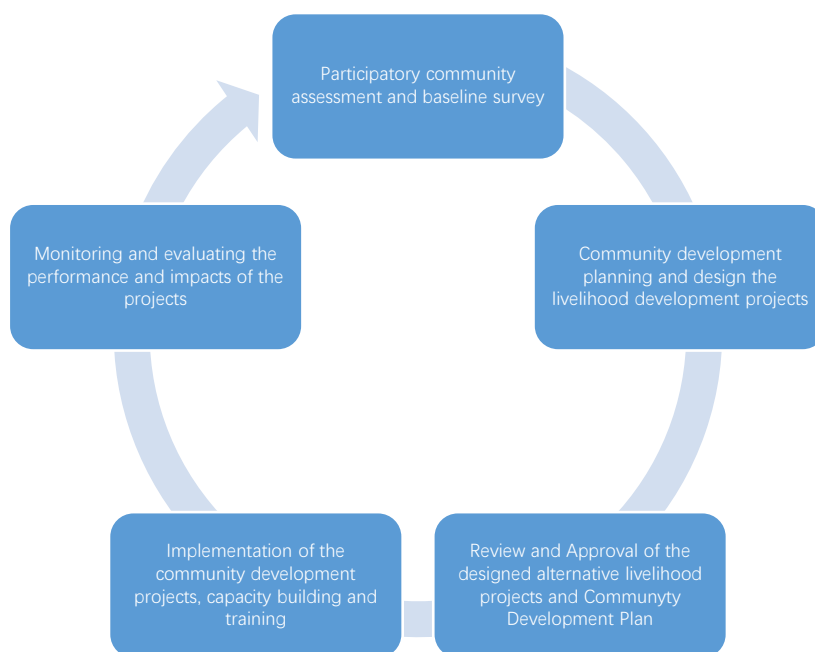 Participatory community
assessment and baseline survey
Community development
planning and design the
livelihood development projects
Review and Approval of the
designed alternative livelihood
projects and Communyty
Development Plan
Implementation of the
community development
projects, capacity building and
training
Monitoring and evaluating the
performance and impacts of the
projects